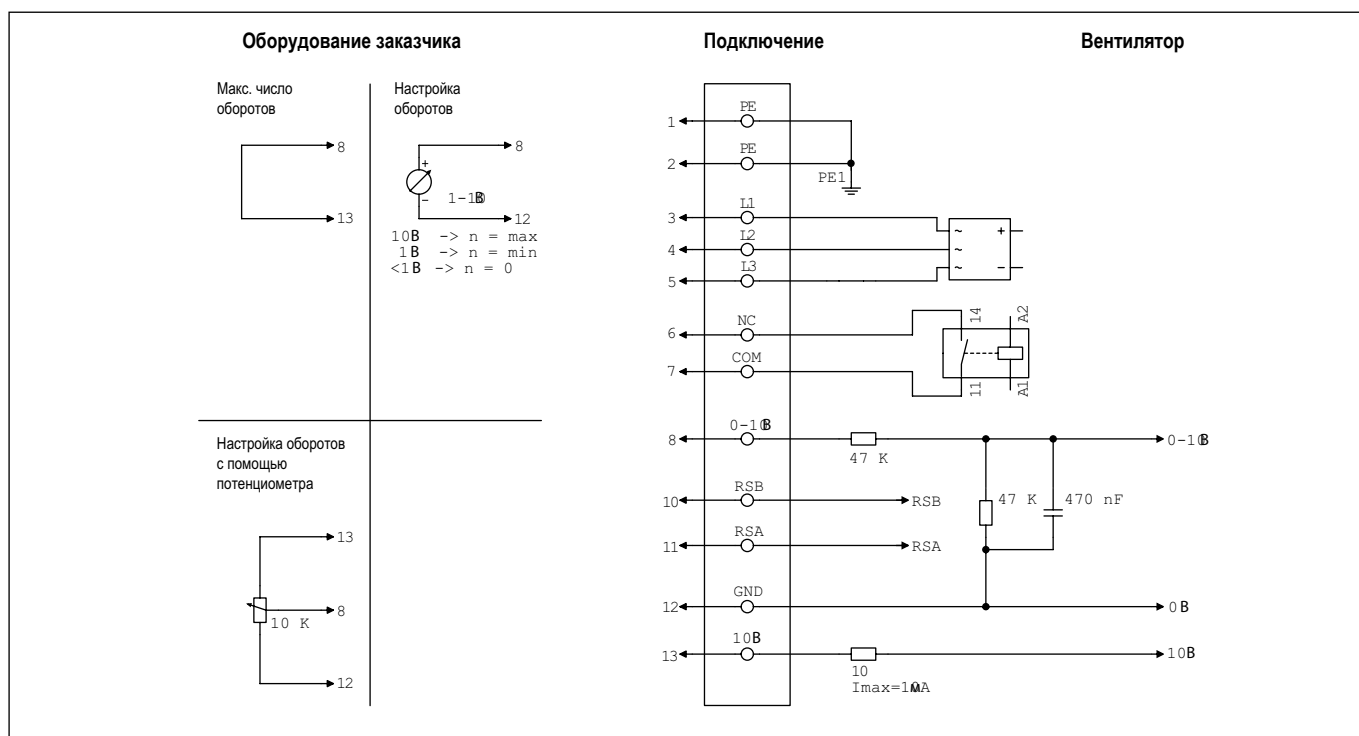 Оборудование заказчика
Подключение
Вентилятор
Макс. число
оборотов
8
13
Настройка
оборотов
8
+
−
1-10В
12
10В -> n = max
1В -> n = min
<1В -> n = 0
Настройка оборотов
с помощью
потенциометра
13
8
10 K
12
1
PE
2
PE
PE1
3
L1
4
L2
5
L3
~ +
~
~ −
6
NC
7
COM
14
A2
11
A1
8
0-10В
47 K
0-10В
10
RSB
RSB
47 K
470 nF
11
RSA
RSA
12
GND
0В
13
10В
10В
10
Imax=10мA